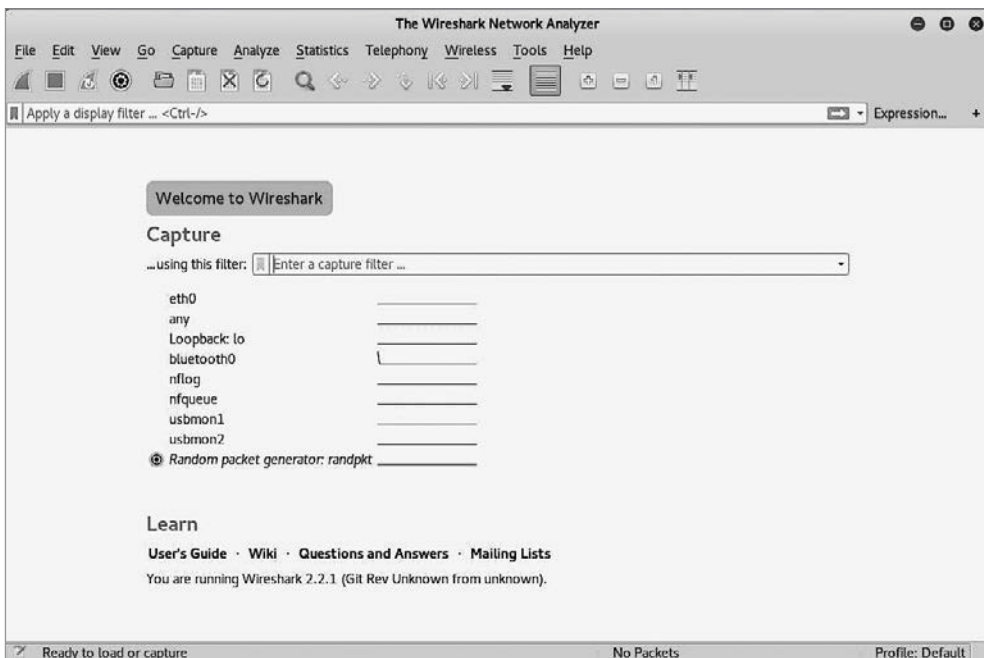 The Wireshark Network Analyzer
File Edit View Go Capture Analyze Statistics Telephony Wireless Tools Help
Apply a display filter ... <Ctrl-/> Expression... +
Welcome to Wireshark
Capture
...using this filter: Enter a capture filter ...
eth0
any
Loopback: lo
bluetooth0
nflog
nfqueue
usbmon1
usbmon2
Random packet generator: randpkt
Learn
User's Guide · Wiki · Questions and Answers · Mailing Lists
You are running Wireshark 2.2.1 (Git Rev Unknown from unknown).
Ready to load or capture No Packets Profile: Default